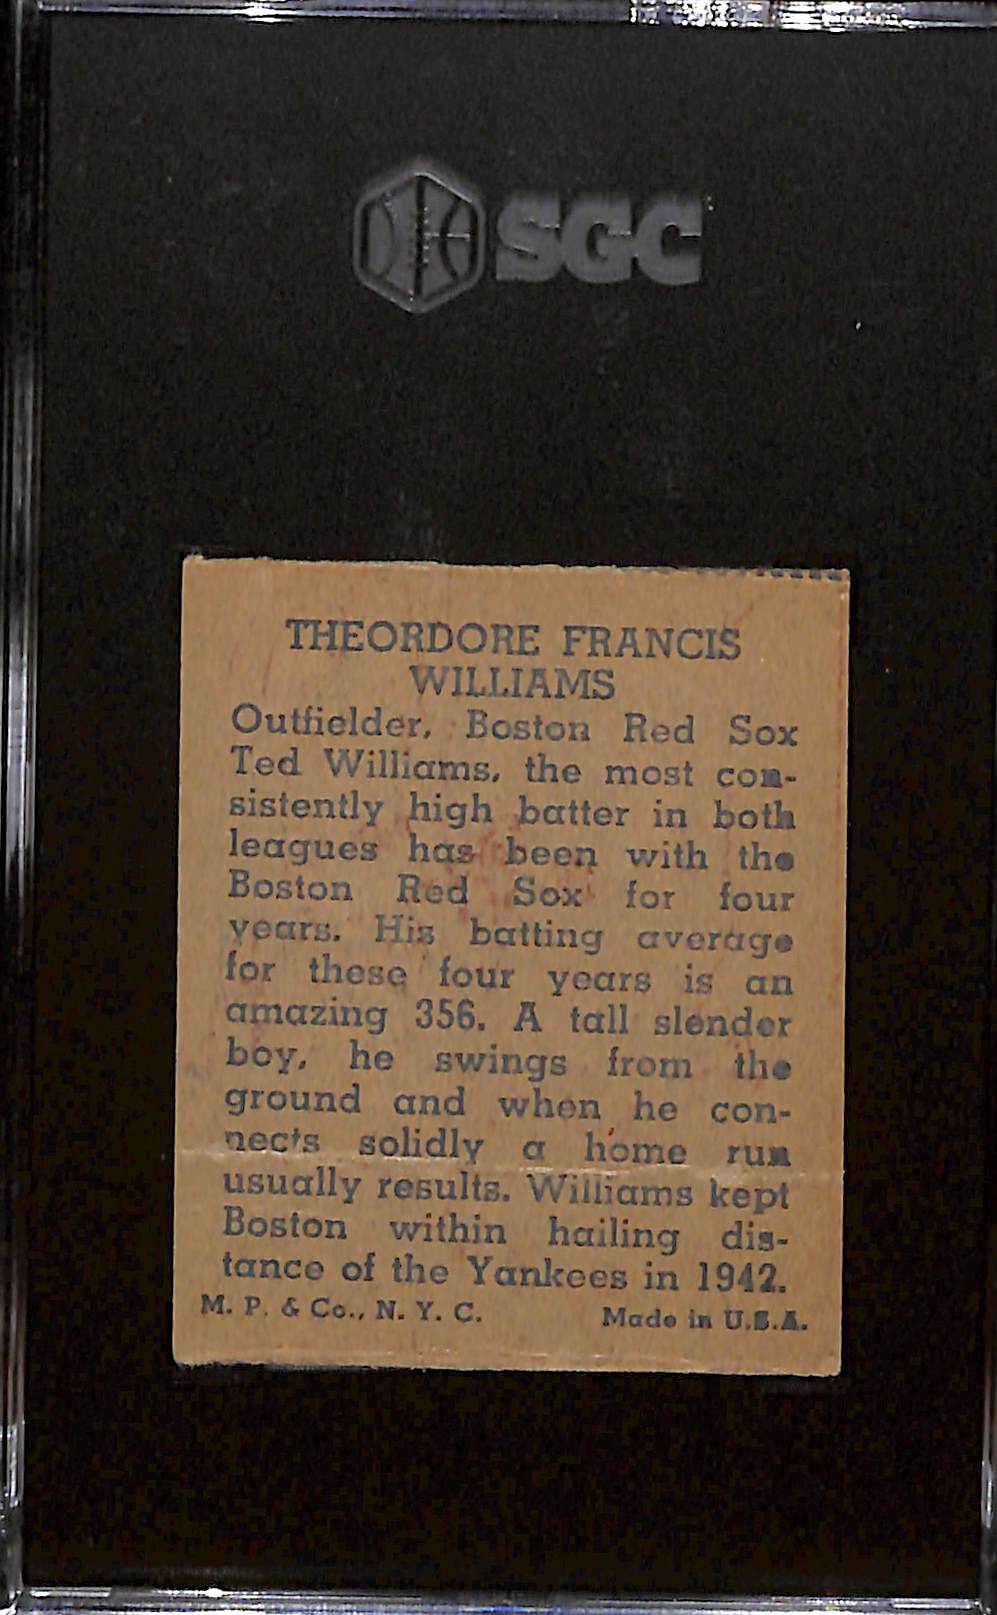 SGC
THEORDORE FRANCIS
WILLIAMS
Outfielder, Boston Red Sox
Ted Williams, the most con-
sistently high batter in both
leagues has been with the
Boston Red Sox for four
years. His batting average
for these four years is an
amazing 356. A tall slender
boy, he swings from the
ground and when he con-
nects solidly a home run
usually results. Williams kept
Boston within hailing dis-
tance of the Yankees in 1942.
M. P. & Co., N. Y. C. Made in U.S.A.